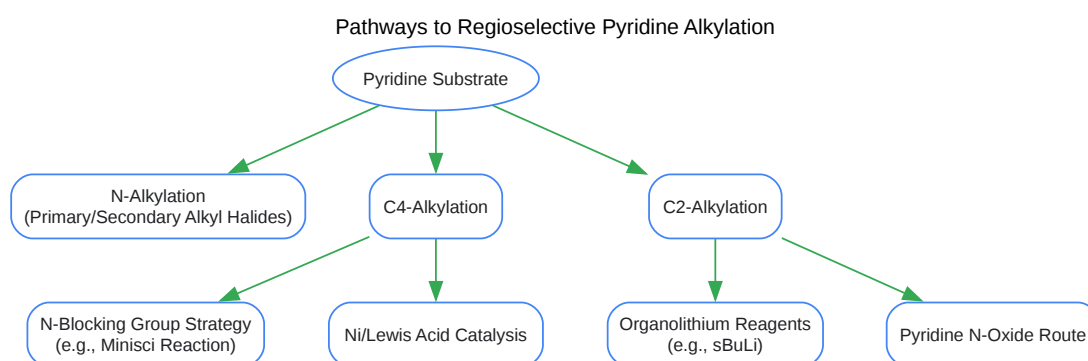 Pathways to Regioselective Pyridine Alkylation
Pyridine Substrate
N-Alkylation
(Primary/Secondary Alkyl Halides)
C4-Alkylation
C2-Alkylation
N-Blocking Group Strategy
(e.g., Minisci Reaction)
Ni/Lewis Acid Catalysis
Organolithium Reagents
(e.g., sBuLi)
Pyridine N-Oxide Route